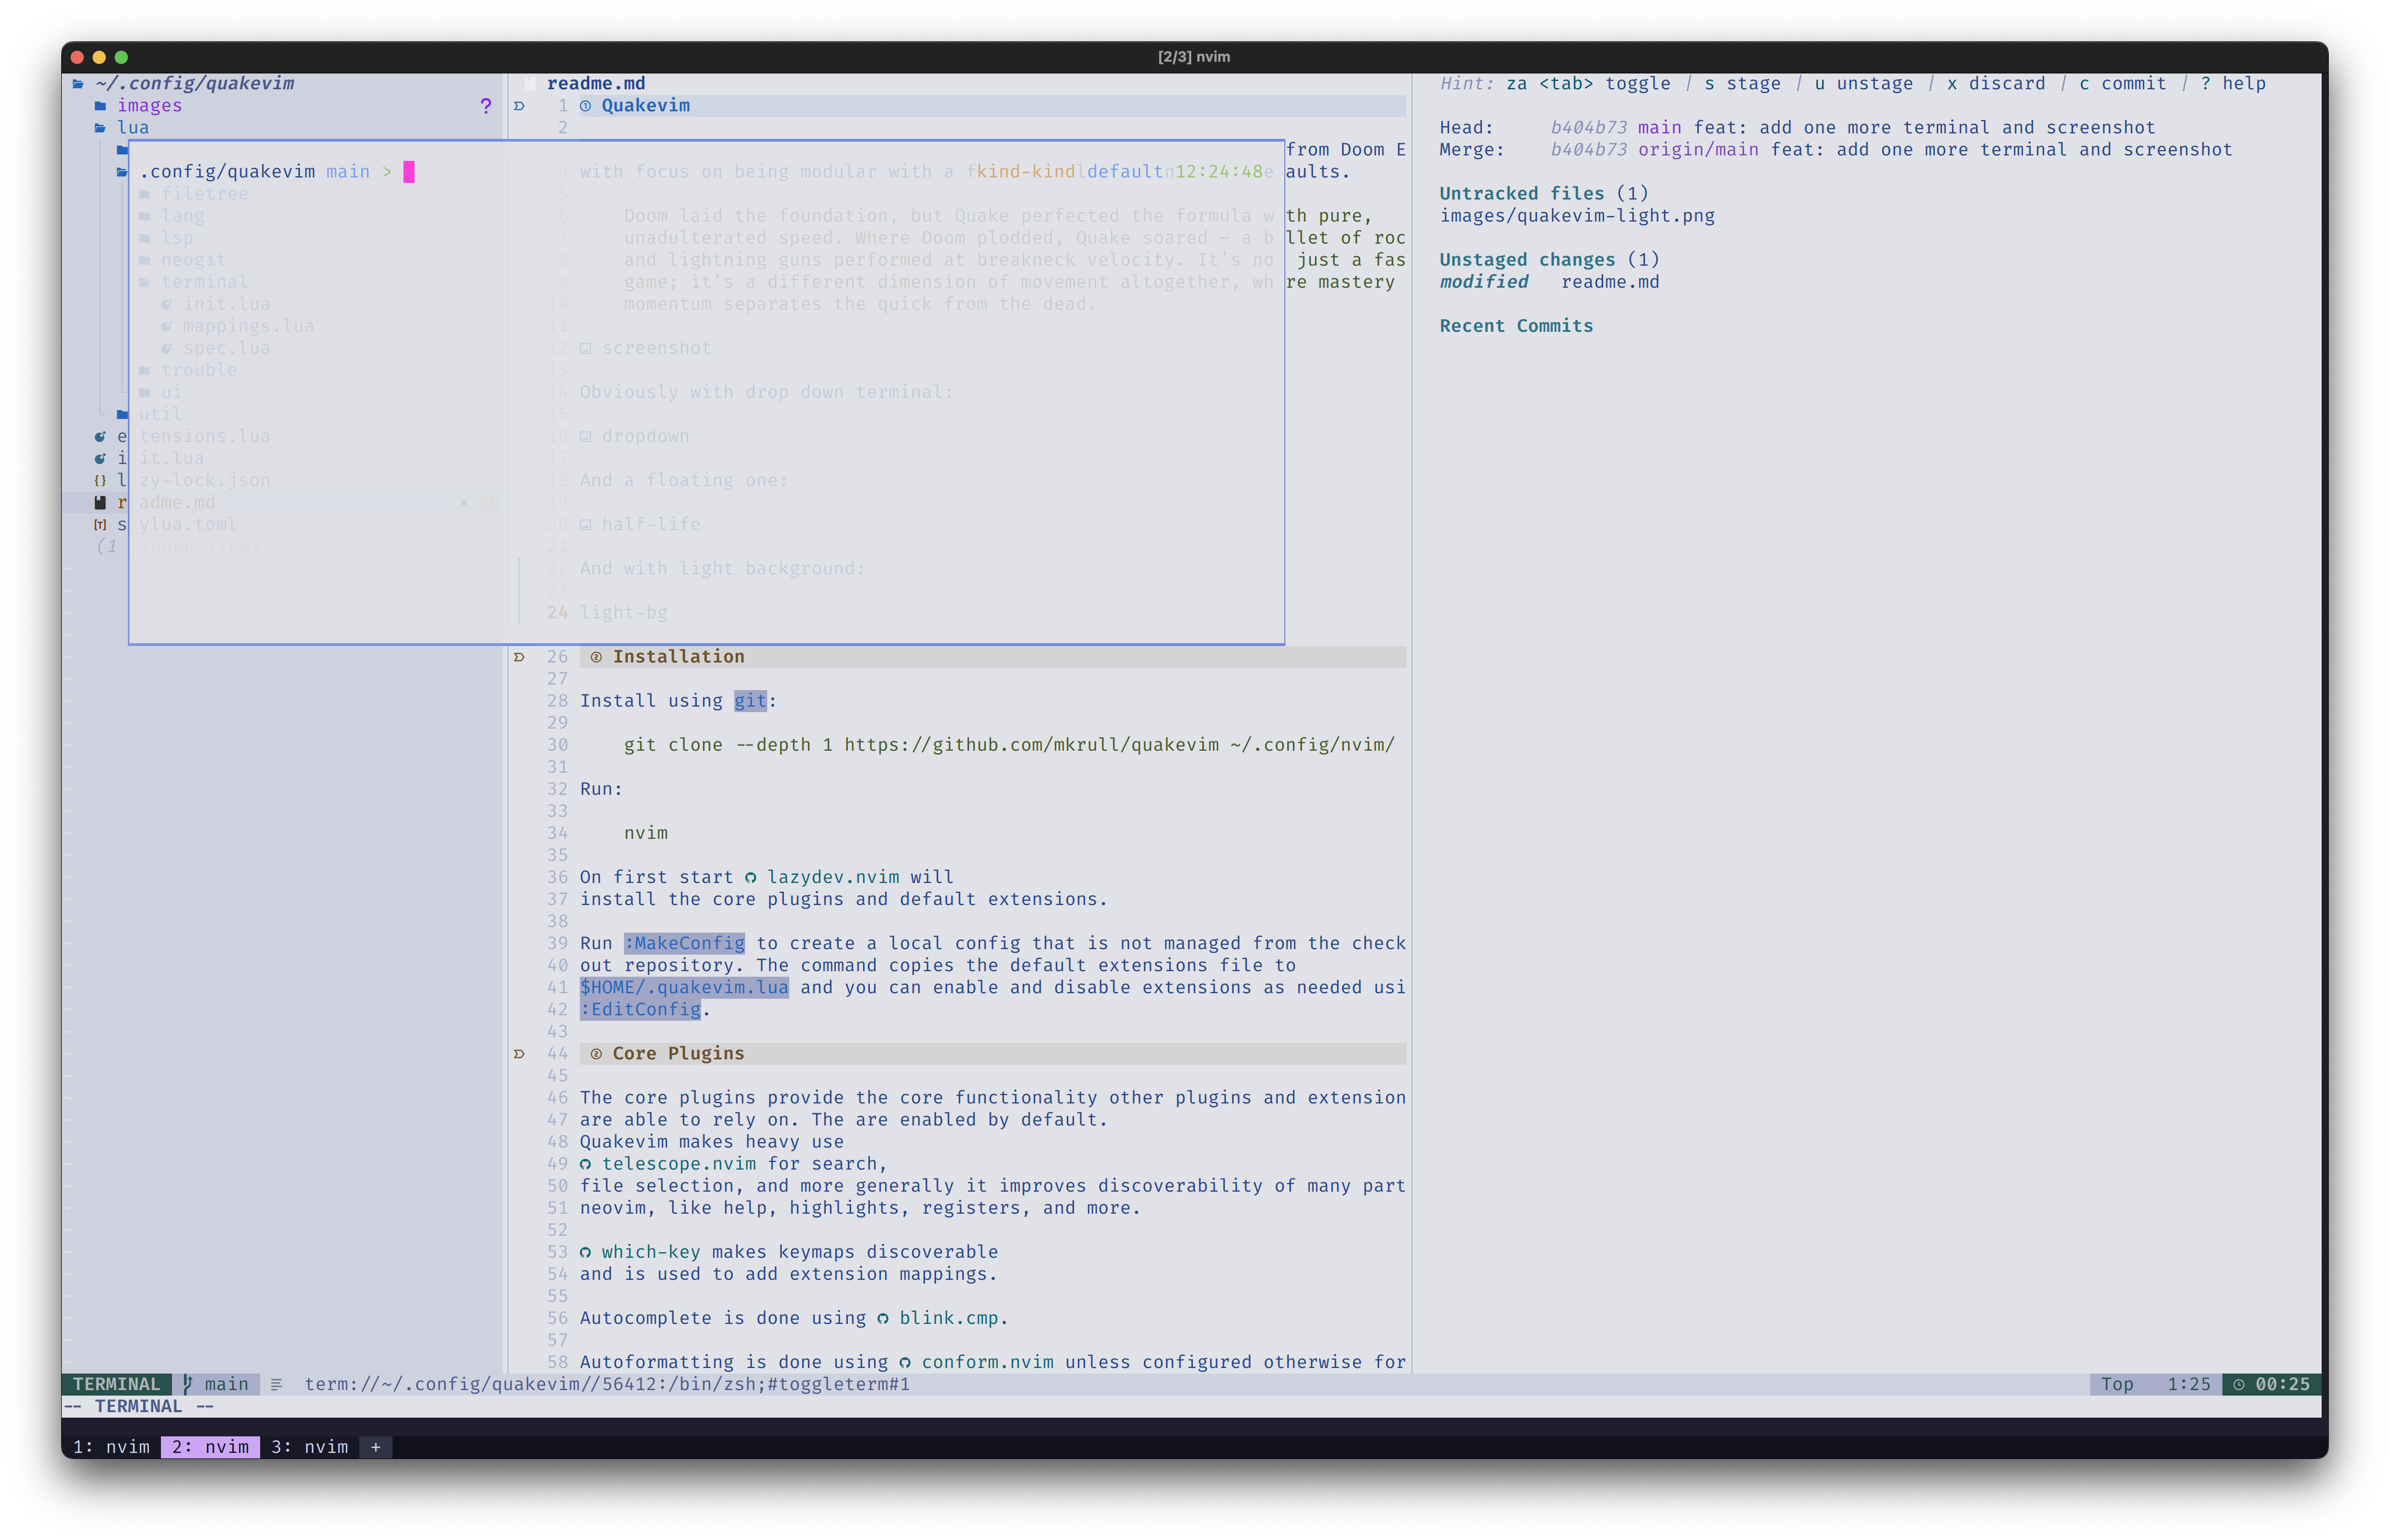 [2/3] nvim
~/.config/quakevim
images ?
lua
.config/quakevim main >
kind-kind default 12:24:48
filetree
lang
lsp
neogit
terminal
init.lua
mappings.lua
spec.lua
trouble
ui
util
e tensions.lua
i it.lua
{} l zy-lock.json
r adme.md
[T] s ylua.toml
(1 idden item)
readme.md
1 ① Quakevim
2
from Doom E
4 with focus on being modular with a f aults.
5
6 Doom laid the foundation, but Quake perfected the formula w th pure,
7 unadulterated speed. Where Doom plodded, Quake soared — a b llet of roc
8 and lightning guns performed at breakneck velocity. It’s no just a fas
9 game; it’s a different dimension of movement altogether, wh re mastery
10 momentum separates the quick from the dead.
11
12 screenshot
13
14 Obviously with drop down terminal:
15
16 dropdown
17
18 And a floating one:
19
20 half-life
21
22 And with light background:
23
24 light-bg
26 ② Installation
27
28 Install using git:
29
30 git clone --depth 1 https://github.com/mkrull/quakevim ~/.config/nvim/
31
32 Run:
33
34 nvim
35
36 On first start lazydev.nvim will
37 install the core plugins and default extensions.
38
39 Run :MakeConfig to create a local config that is not managed from the check
40 out repository. The command copies the default extensions file to
41 $HOME/.quakevim.lua and you can enable and disable extensions as needed usi
42 :EditConfig.
43
44 ② Core Plugins
45
46 The core plugins provide the core functionality other plugins and extension
47 are able to rely on. The are enabled by default.
48 Quakevim makes heavy use
49 telescope.nvim for search,
50 file selection, and more generally it improves discoverability of many part
51 neovim, like help, highlights, registers, and more.
52
53 which-key makes keymaps discoverable
54 and is used to add extension mappings.
55
56 Autocomplete is done using blink.cmp.
57
58 Autoformatting is done using conform.nvim unless configured otherwise for
Hint: za <tab> toggle | s stage | u unstage | x discard | c commit | ? help
Head: b404b73 main feat: add one more terminal and screenshot
Merge: b404b73 origin/main feat: add one more terminal and screenshot
Untracked files (1)
images/quakevim-light.png
Unstaged changes (1)
modified readme.md
Recent Commits
TERMINAL main term://~/.config/quakevim//56412:/bin/zsh;#toggleterm#1 Top 1:25 00:25
-- TERMINAL --
1: nvim 2: nvim 3: nvim +